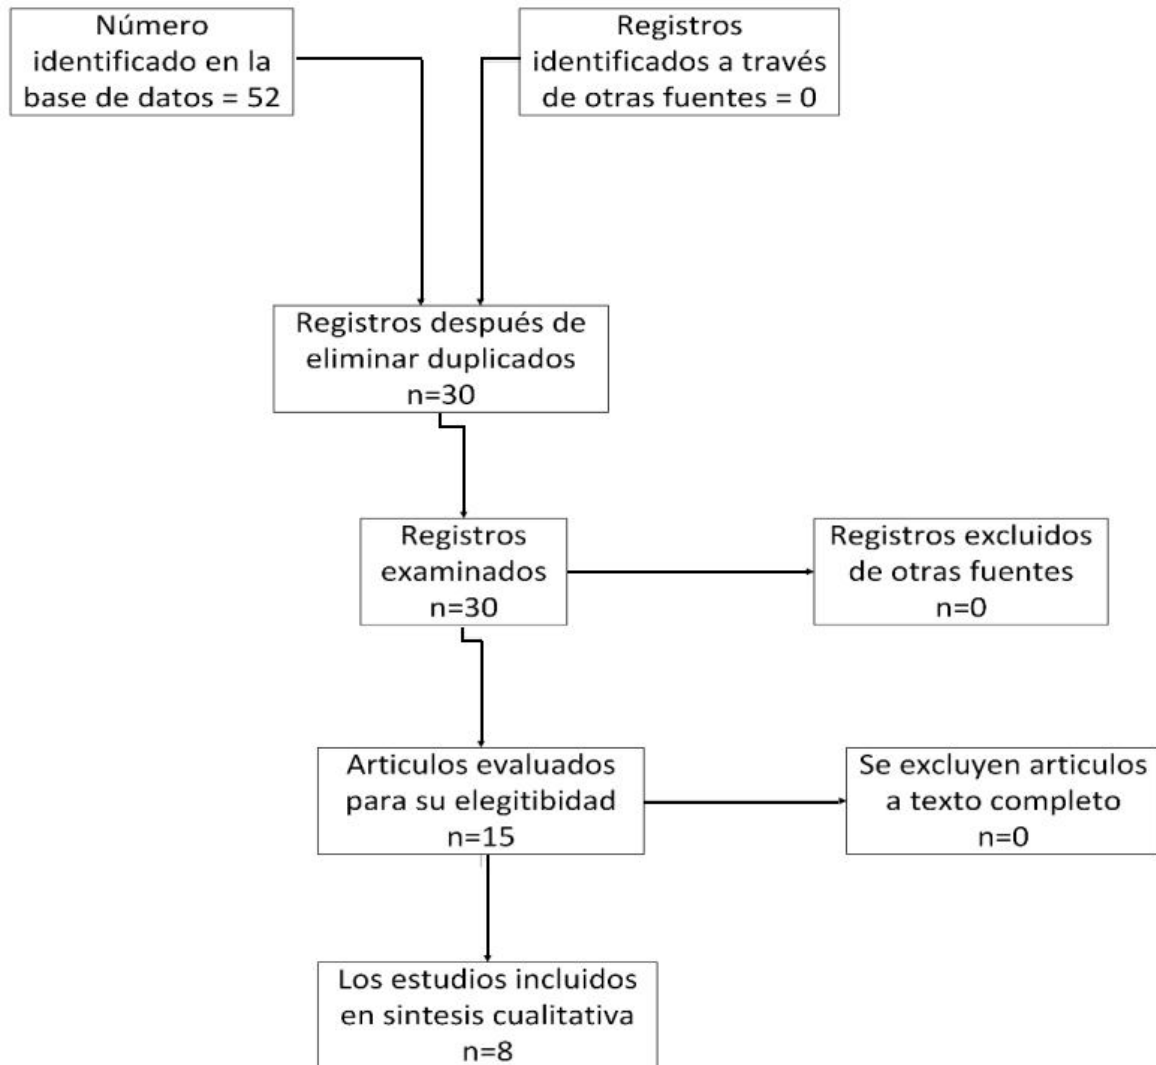 Número
identificado en la
base de datos = 52
Registros
identificados a través
de otras fuentes = 0
Registros después de
eliminar duplicados
n=30
Registros
examinados
n=30
Registros excluidos
de otras fuentes
n=0
Articulos evaluados
para su elegitibidad
n=15
Se excluyen articulos
a texto completo
n=0
Los estudios incluidos
en sintesis cualitativa
n=8